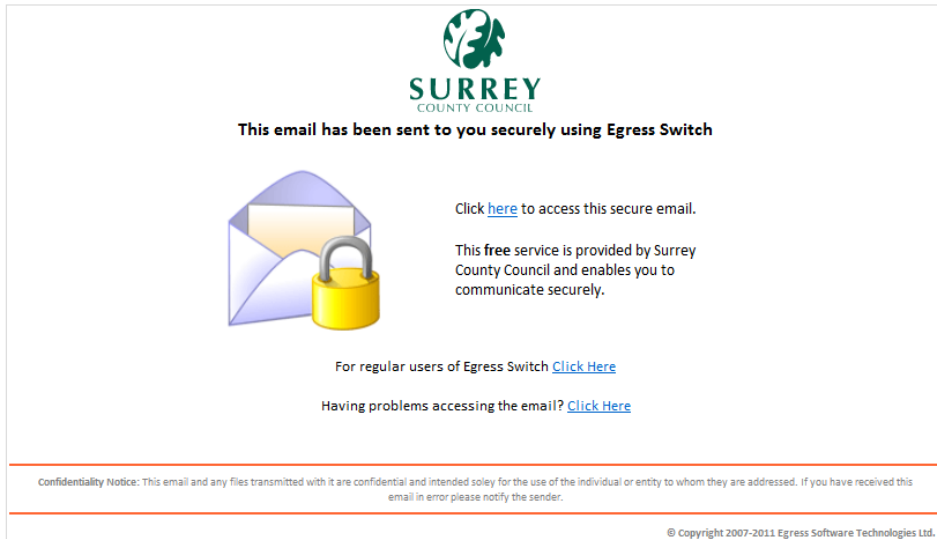 SURREY
COUNTY COUNCIL
This email has been sent to you securely using Egress Switch
Click here to access this secure email.
This free service is provided by Surrey
County Council and enables you to
communicate securely.
For regular users of Egress Switch Click Here
Having problems accessing the email? Click Here
Confidentiality Notice: This email and any files transmitted with it are confidential and intended soley for the use of the individual or entity to whom they are addressed. If you have received this
email in error please notify the sender.
© Copyright 2007-2011 Egress Software Technologies Ltd.